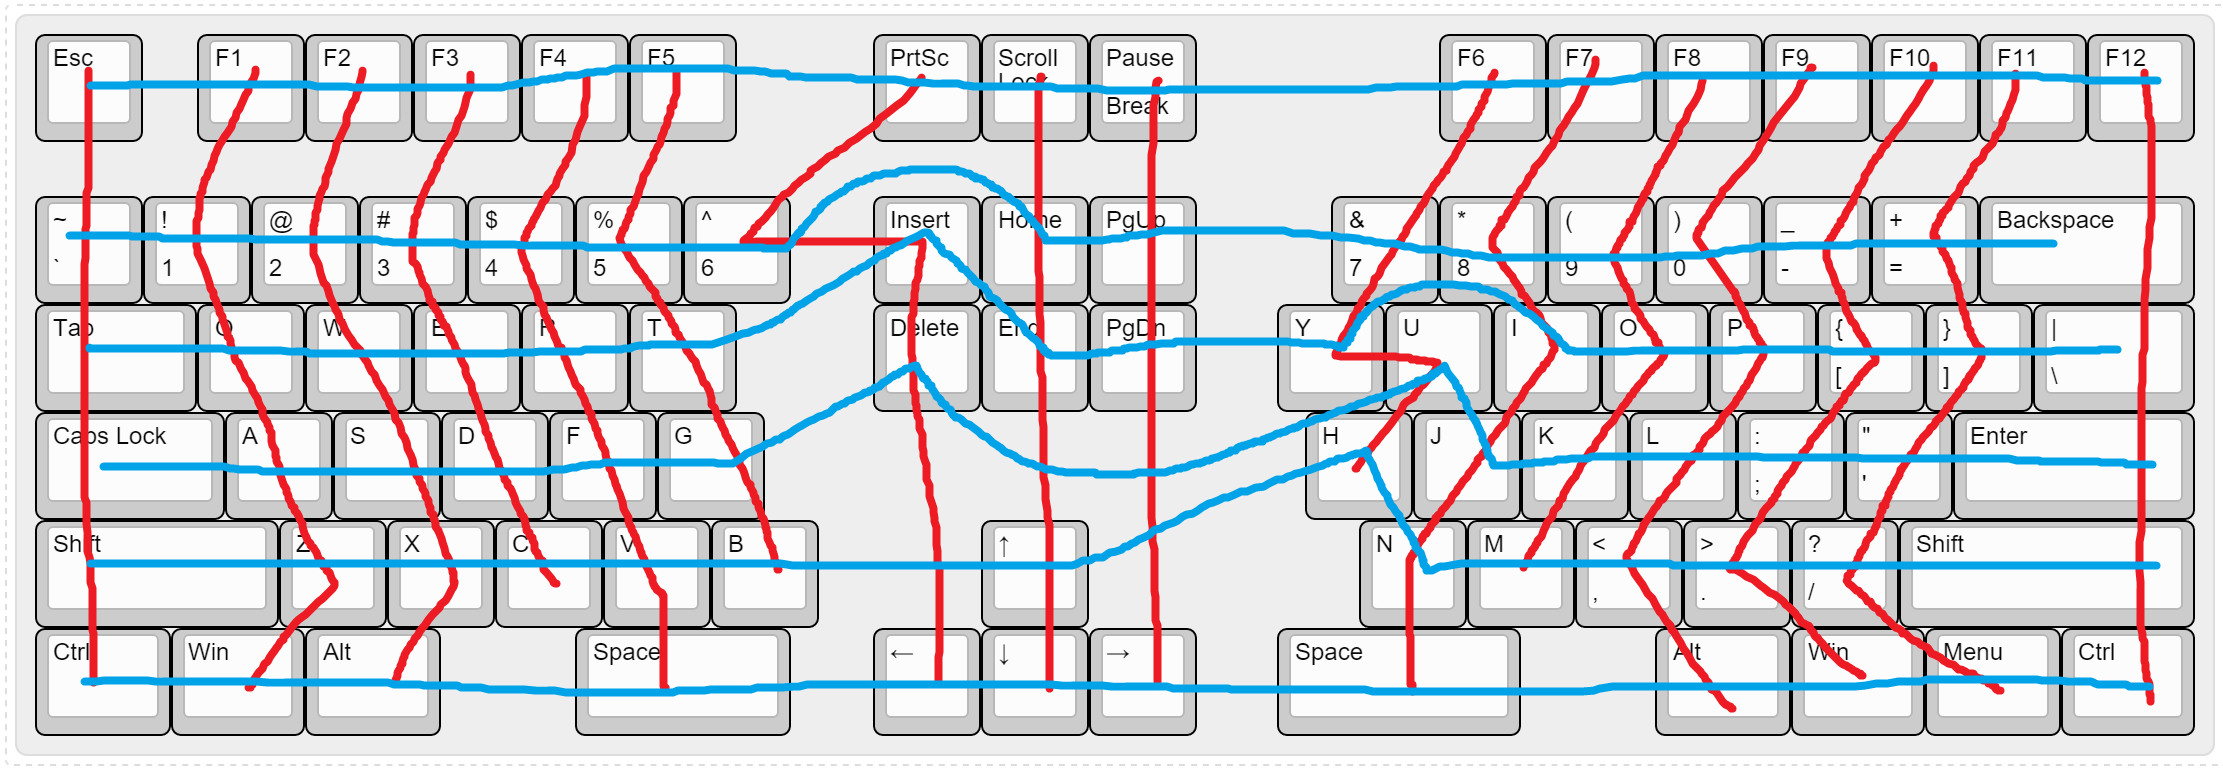 Esc F1 F2 F3 F4 F5 PrtSc Scroll Lock Pause Break F6 F7 F8 F9 F10 F11 F12
~ ! @ # $ % ^ Insert Home PgUp & * ( ) _ + Backspace
` 1 2 3 4 5 6 7 8 9 0 - =
Tab Q W E R T Delete End PgDn Y U I O P { } |
[ ] \
Caps Lock A S D F G H J K L : " Enter
; '
Shift Z X C V B ↑ N M < > ? Shift
, . /
Ctrl Win Alt Space ← ↓ → Space Alt Win Menu Ctrl